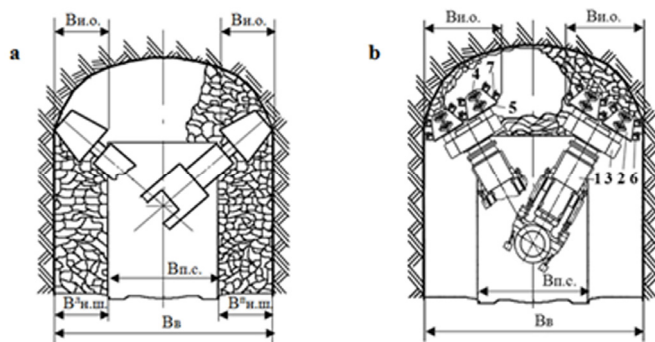 Bи.о. Bи.о.
a
Bп.с.
Bлн.ш. Bпн.ш.
Bв
Bи.о. Bи.о.
b
4 7
5
1 3 2 6
Bп.с.
Bв